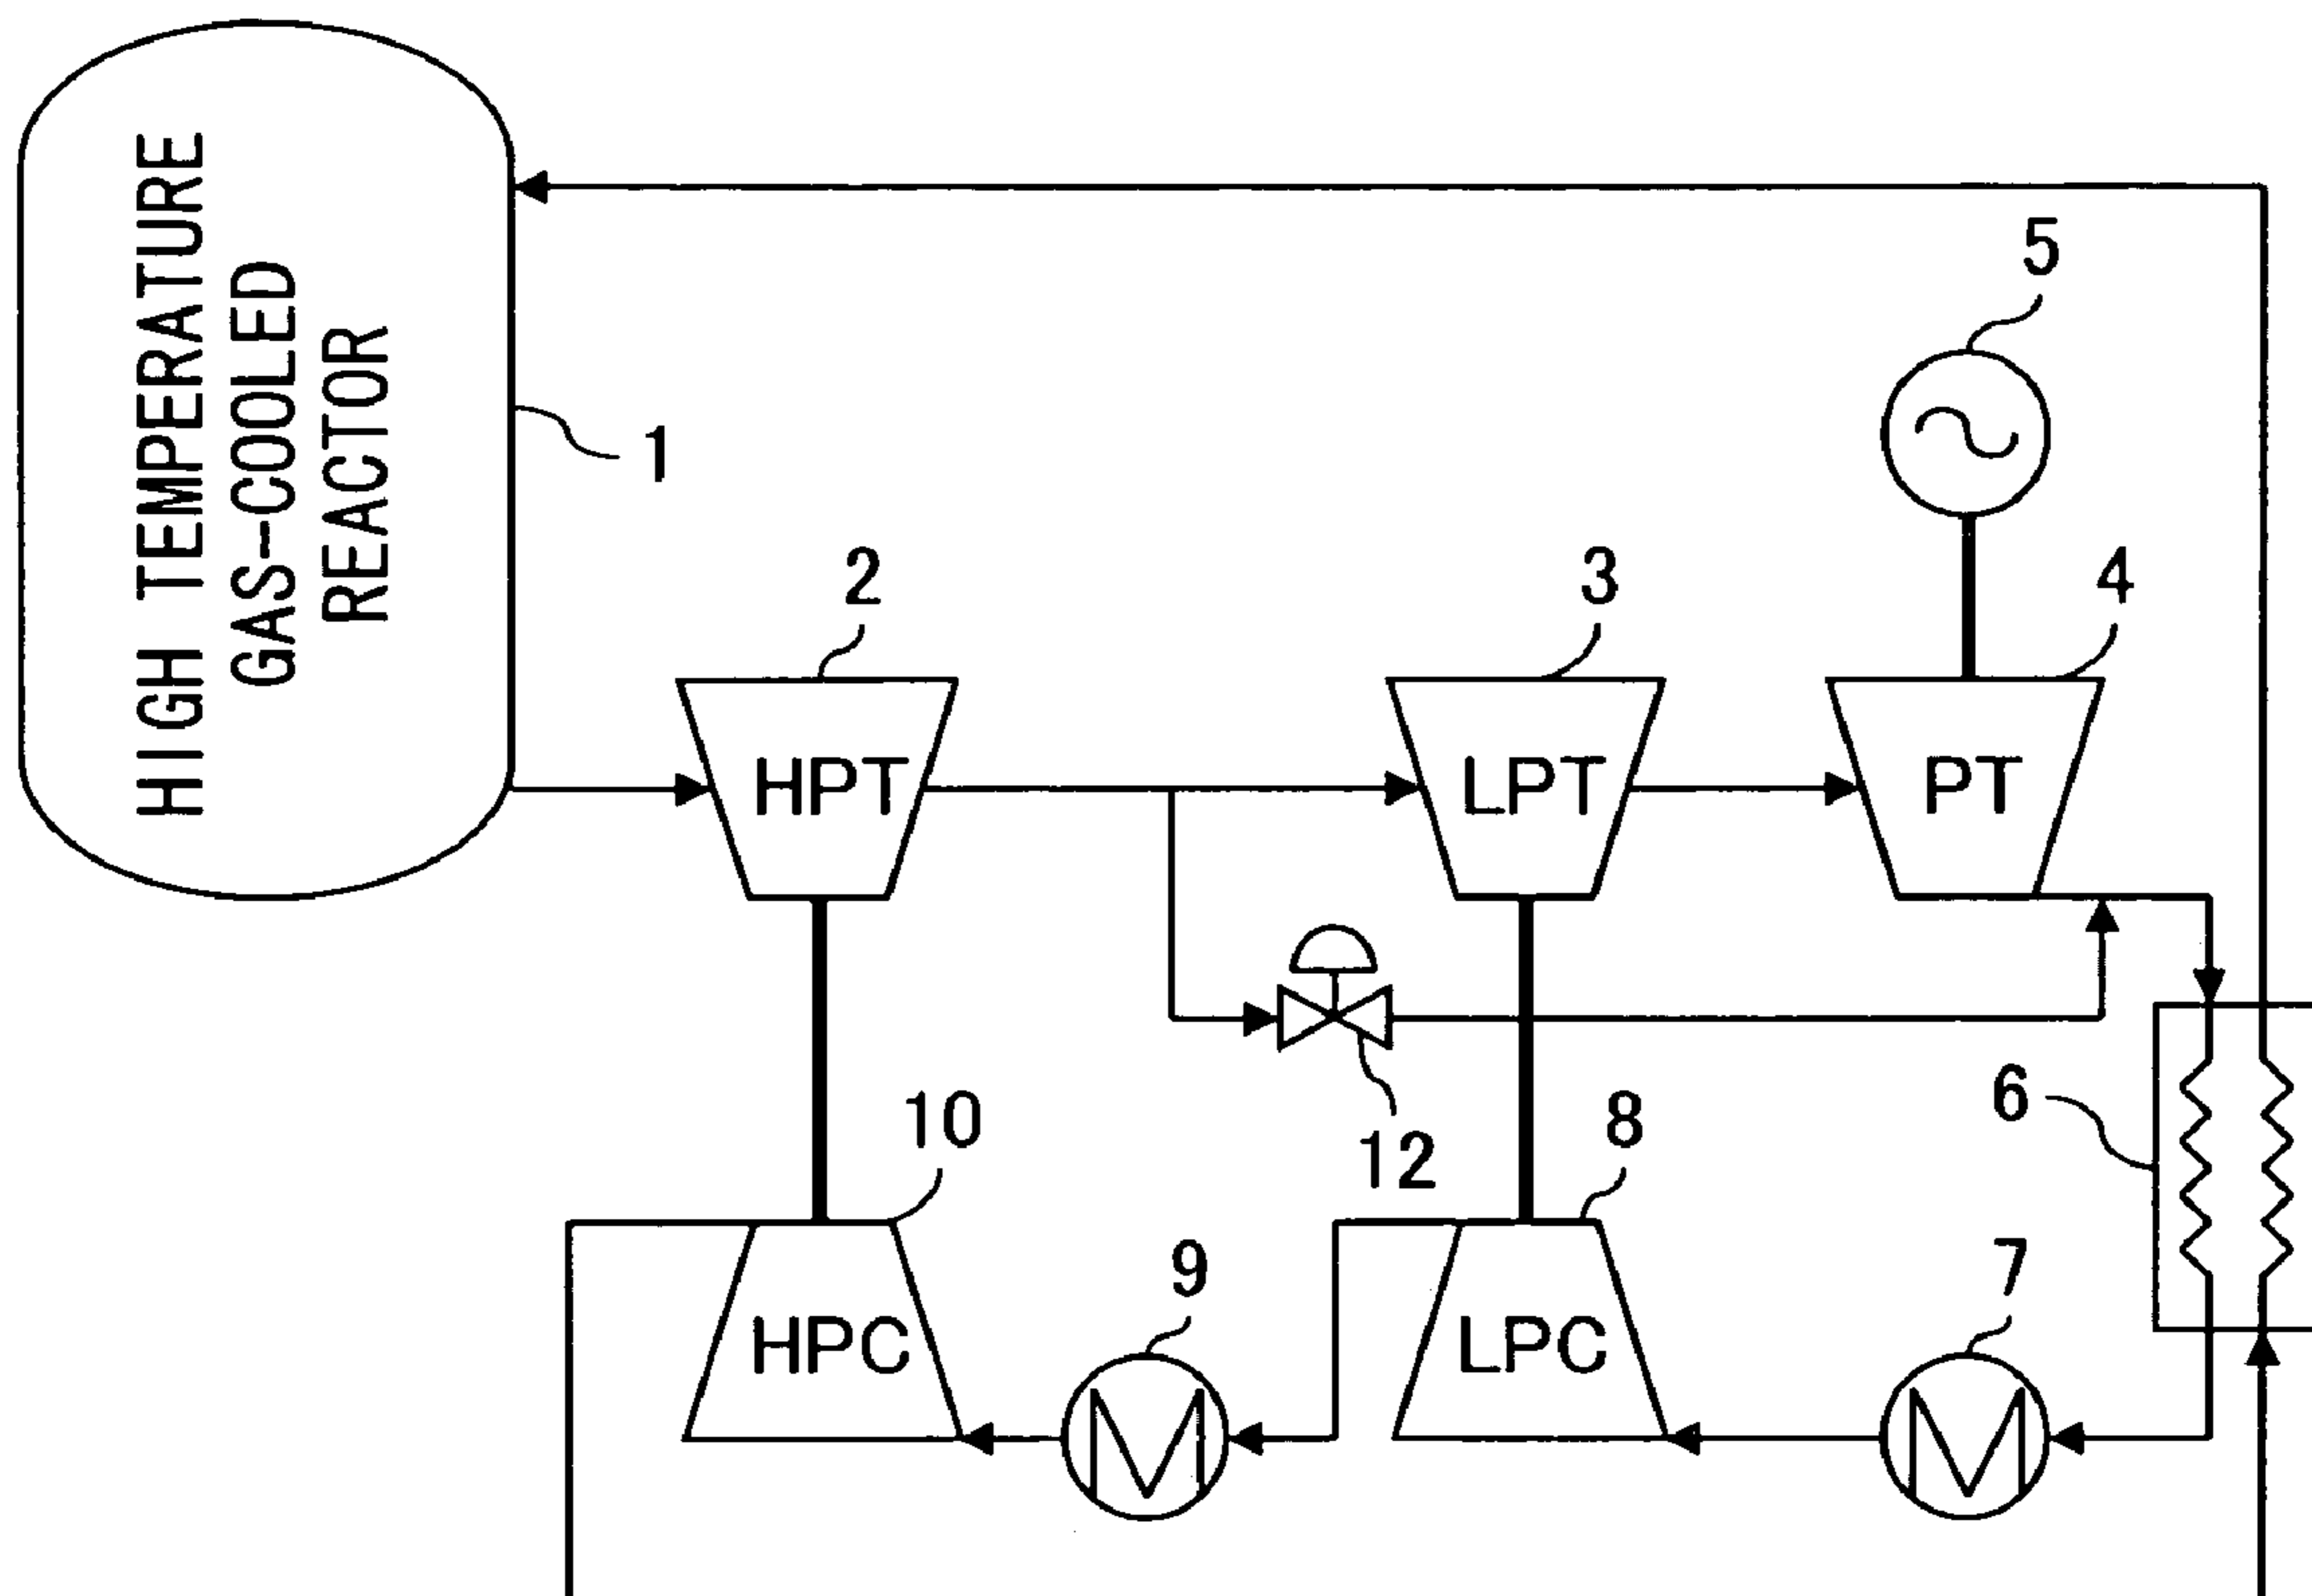 HIGH TEMPERATURE
GAS-COOLED
REACTOR
1
5
2
3
4
HPT
LPT
PT
10
12
8
6
9
7
HPC
LPC